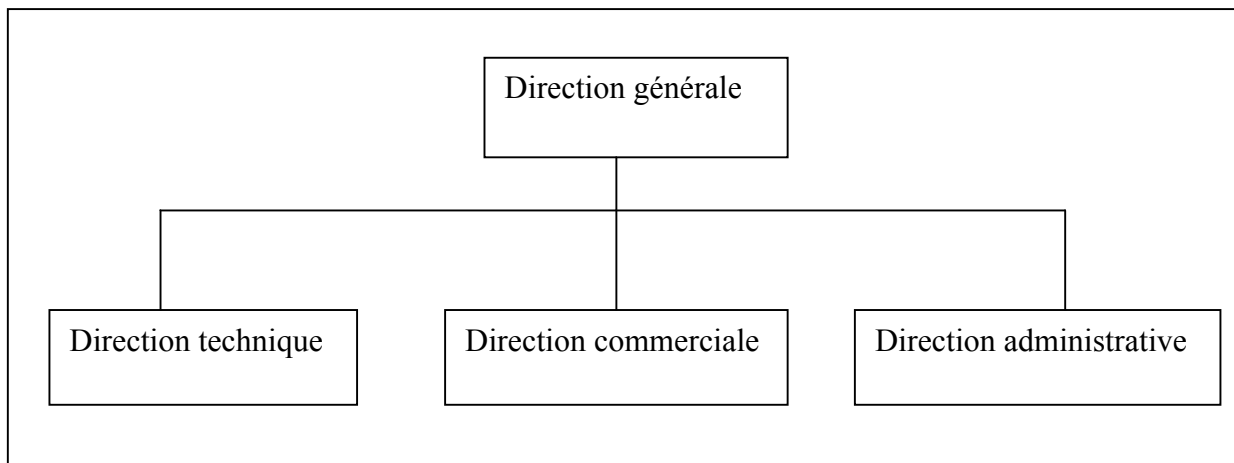 Direction générale
Direction technique
Direction commerciale
Direction administrative